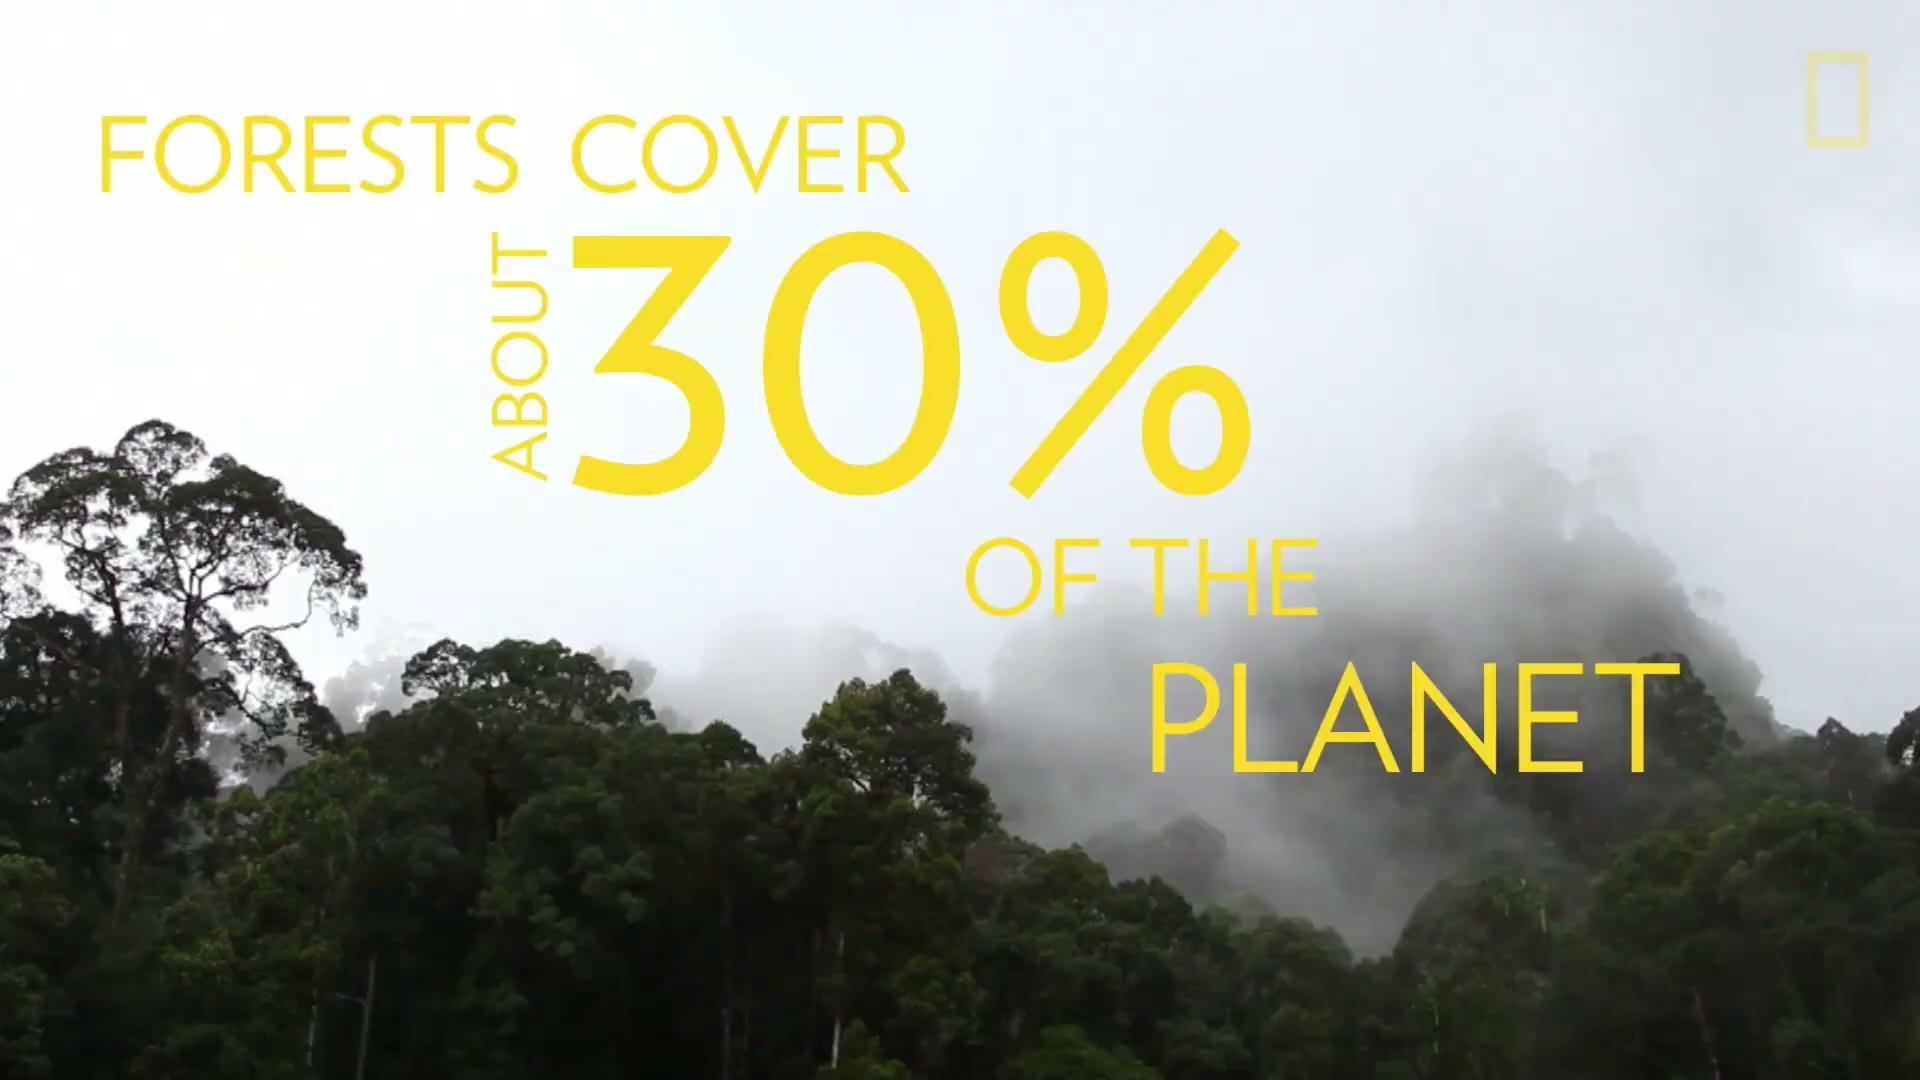 FORESTS COVER
ABOUT
30%
OF THE
PLANET